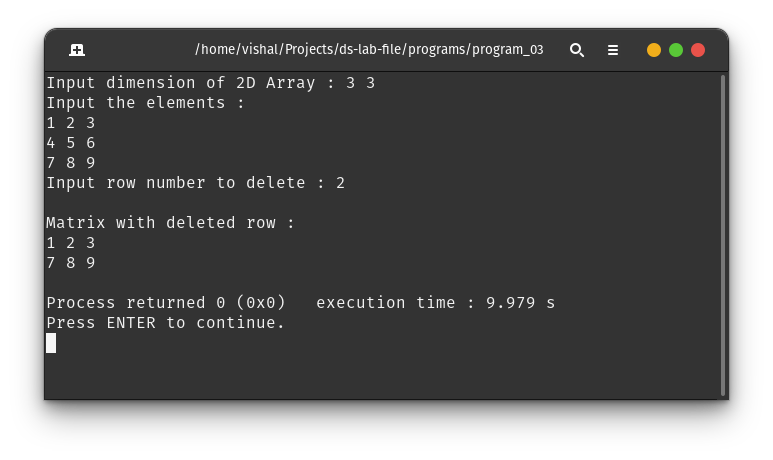 /home/vishal/Projects/ds-lab-file/programs/program_03
Input dimension of 2D Array : 3 3
Input the elements :
1 2 3
4 5 6
7 8 9
Input row number to delete : 2
Matrix with deleted row :
1 2 3
7 8 9
Process returned 0 (0x0)   execution time : 9.979 s
Press ENTER to continue.